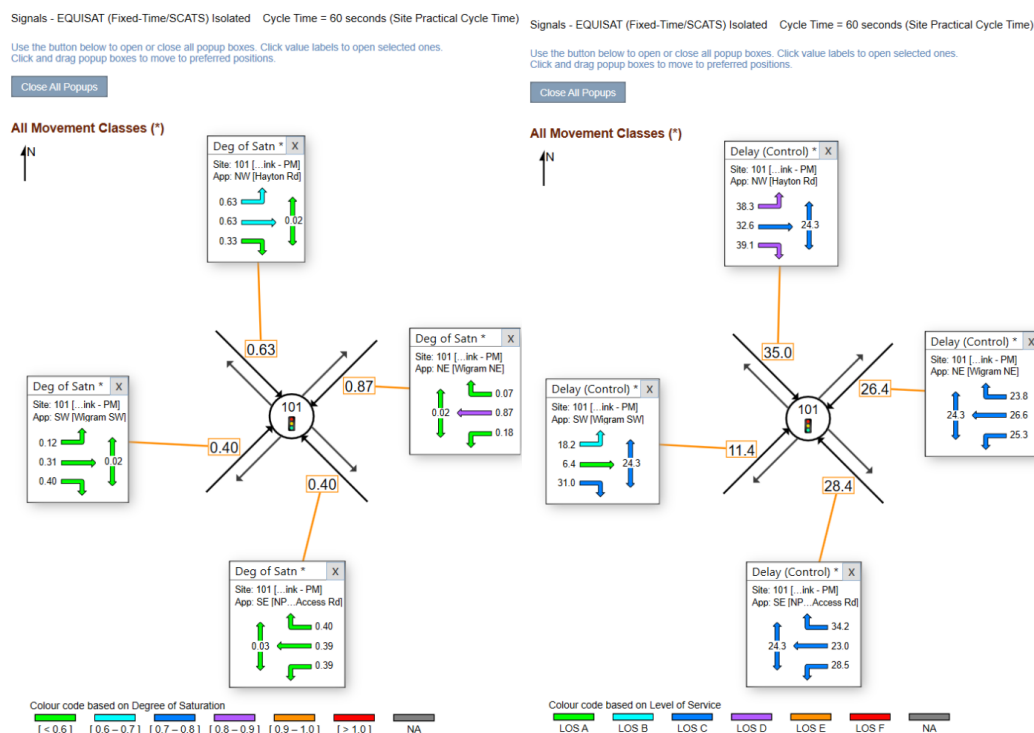 Signals - EQUISAT (Fixed-Time/SCATS) Isolated    Cycle Time = 60 seconds (Site Practical Cycle Time)
Use the button below to open or close all popup boxes. Click value labels to open selected ones.
Click and drag popup boxes to move to preferred positions.
Close All Popups
All Movement Classes (*)
N
Deg of Satn * X
Site: 101 [...ink - PM]
App: NW [Hayton Rd]
0.63
0.63 0.02
0.33
0.63
Deg of Satn * X
Site: 101 [...ink - PM]
App: NE [Wigram NE]
0.07
0.02 0.87
0.18
0.87
Deg of Satn * X
Site: 101 [...ink - PM]
App: SW [Wigram SW]
0.12
0.31 0.02
0.40
0.40
101
0.40
Deg of Satn * X
Site: 101 [...ink - PM]
App: SE [NP...Access Rd]
0.40
0.03 0.39
0.39
Colour code based on Degree of Saturation
[ < 0.6 ] [ 0.6 – 0.7 ] [ 0.7 – 0.8 ] [ 0.8 – 0.9 ] [ 0.9 – 1.0 ] [ > 1.0 ] NA
Signals - EQUISAT (Fixed-Time/SCATS) Isolated    Cycle Time = 60 seconds (Site Practical Cycle Time)
Use the button below to open or close all popup boxes. Click value labels to open selected ones.
Click and drag popup boxes to move to preferred positions.
Close All Popups
All Movement Classes (*)
N
Delay (Control) * X
Site: 101 [...ink - PM]
App: NW [Hayton Rd]
38.3
32.6 24.3
39.1
35.0
Delay (Control) * X
Site: 101 [...ink - PM]
App: NE [Wigram NE]
23.8
24.3 26.6
25.3
26.4
Delay (Control) * X
Site: 101 [...ink - PM]
App: SW [Wigram SW]
18.2
6.4 24.3
31.0
11.4
101
28.4
Delay (Control) * X
Site: 101 [...ink - PM]
App: SE [NP...Access Rd]
34.2
24.3 23.0
28.5
Colour code based on Level of Service
LOS A LOS B LOS C LOS D LOS E LOS F NA